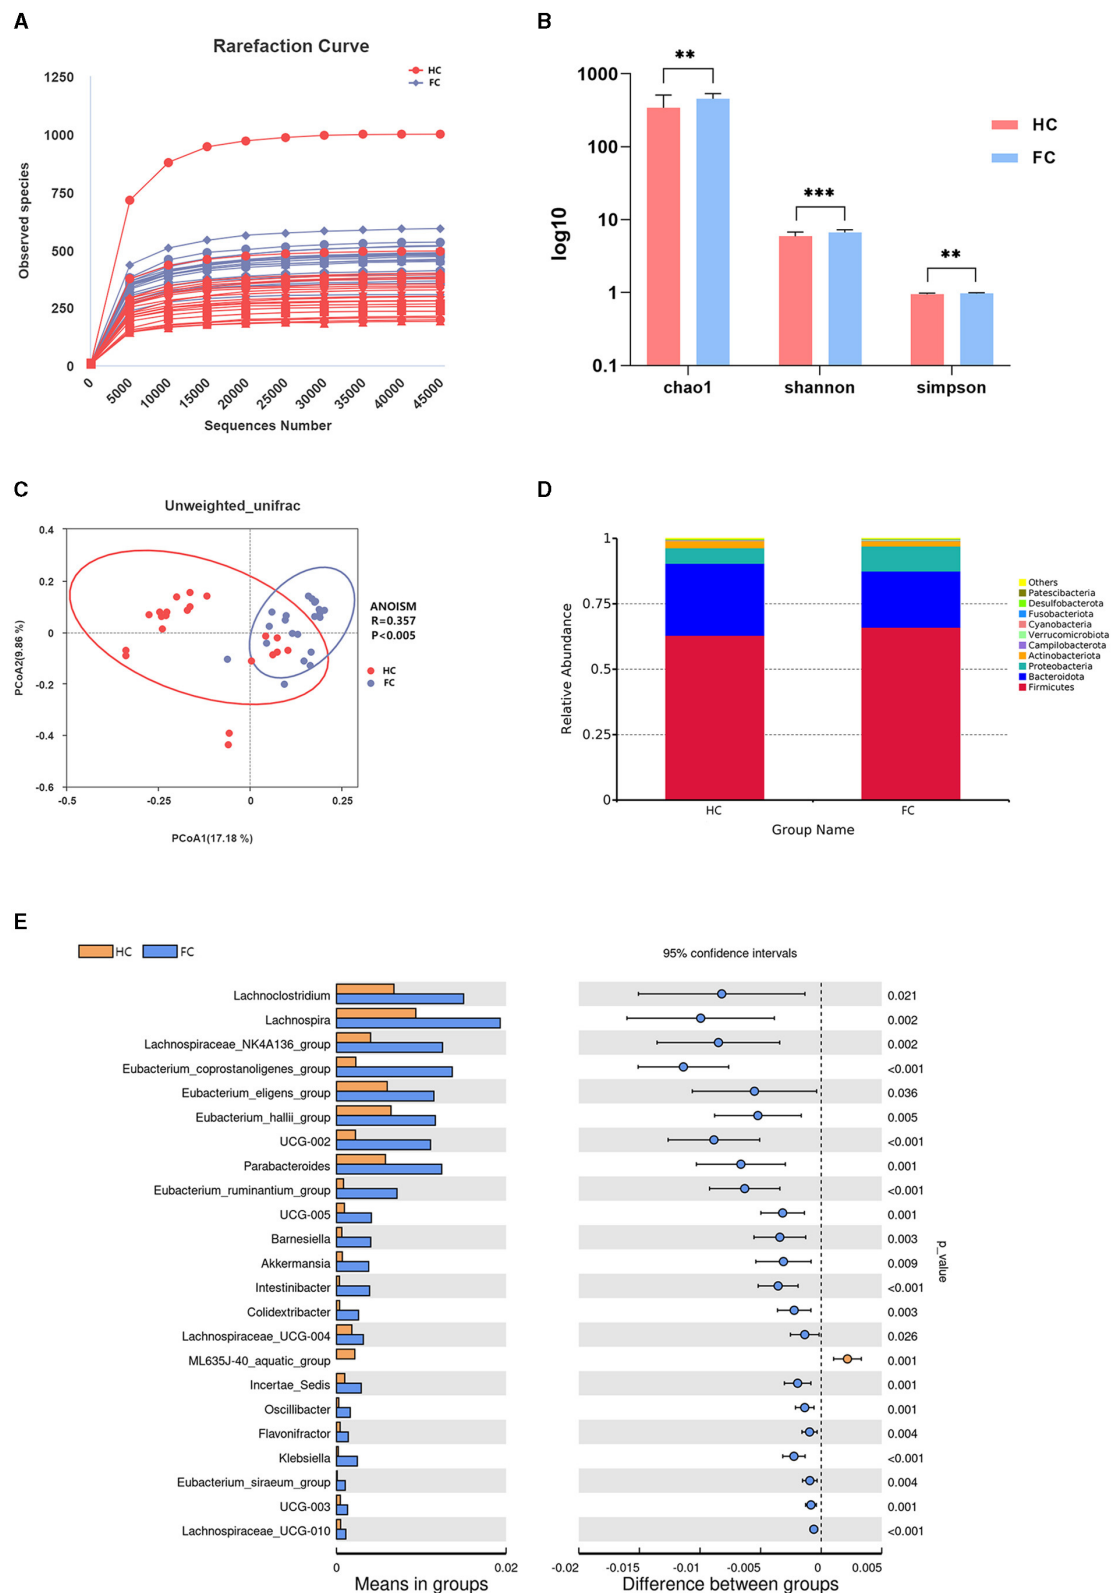 A
Rarefaction Curve
HC
FC
Observed species
1250
1000
750
500
250
0
0 5000 10000 15000 20000 25000 30000 35000 40000 45000
Sequences Number
B
log10
1000
100
10
1
0.1
** *** **
HC
FC
chao1 shannon simpson
C
Unweighted_unifrac
PCoA2(9.86 %)
0.4
0.2
0
-0.2
-0.4
-0.6
-0.5 -0.25 0 0.25
PCoA1(17.18 %)
ANOISM
R=0.357
P<0.005
HC
FC
D
Relative Abundance
1
0.75
0.5
0.25
0
HC FC
Group Name
Others
Patescibacteria
Desulfobacterota
Fusobacteriota
Cyanobacteria
Verrucomicrobiota
Campilobacterota
Actinobacteriota
Proteobacteria
Bacteroidota
Firmicutes
E
HC FC
95% confidence intervals
Lachnoclostridium 0.021
Lachnospira 0.002
Lachnospiraceae_NK4A136_group 0.002
Eubacterium_coprostanoligenes_group <0.001
Eubacterium_eligens_group 0.036
Eubacterium_hallii_group 0.005
UCG-002 <0.001
Parabacteroides 0.001
Eubacterium_ruminantium_group <0.001
UCG-005 0.001
Barnesiella 0.003
Akkermansia 0.009
Intestinibacter <0.001
Colidextribacter 0.003
Lachnospiraceae_UCG-004 0.026
ML635J-40_aquatic_group 0.001
Incertae_Sedis 0.001
Oscillibacter 0.001
Flavonifractor 0.004
Klebsiella <0.001
Eubacterium_siraeum_group 0.004
UCG-003 0.001
Lachnospiraceae_UCG-010 <0.001
p_value
0 0.02
Means in groups
-0.02 -0.015 -0.01 -0.005 0 0.005
Difference between groups